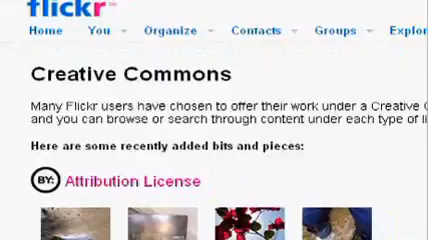 flickr
Home You Organize Contacts Groups
Creative Commons
Many Flickr users have chosen to offer their work under a Creative
and you can browse or search through content under each type of
Here are some recently added bits and pieces:
BY: Attribution License